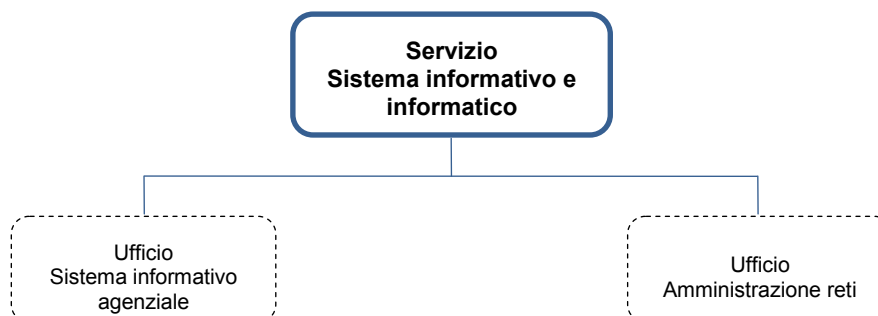 Servizio
Sistema informativo e
informatico
Ufficio
Sistema informativo
agenziale
Ufficio
Amministrazione reti